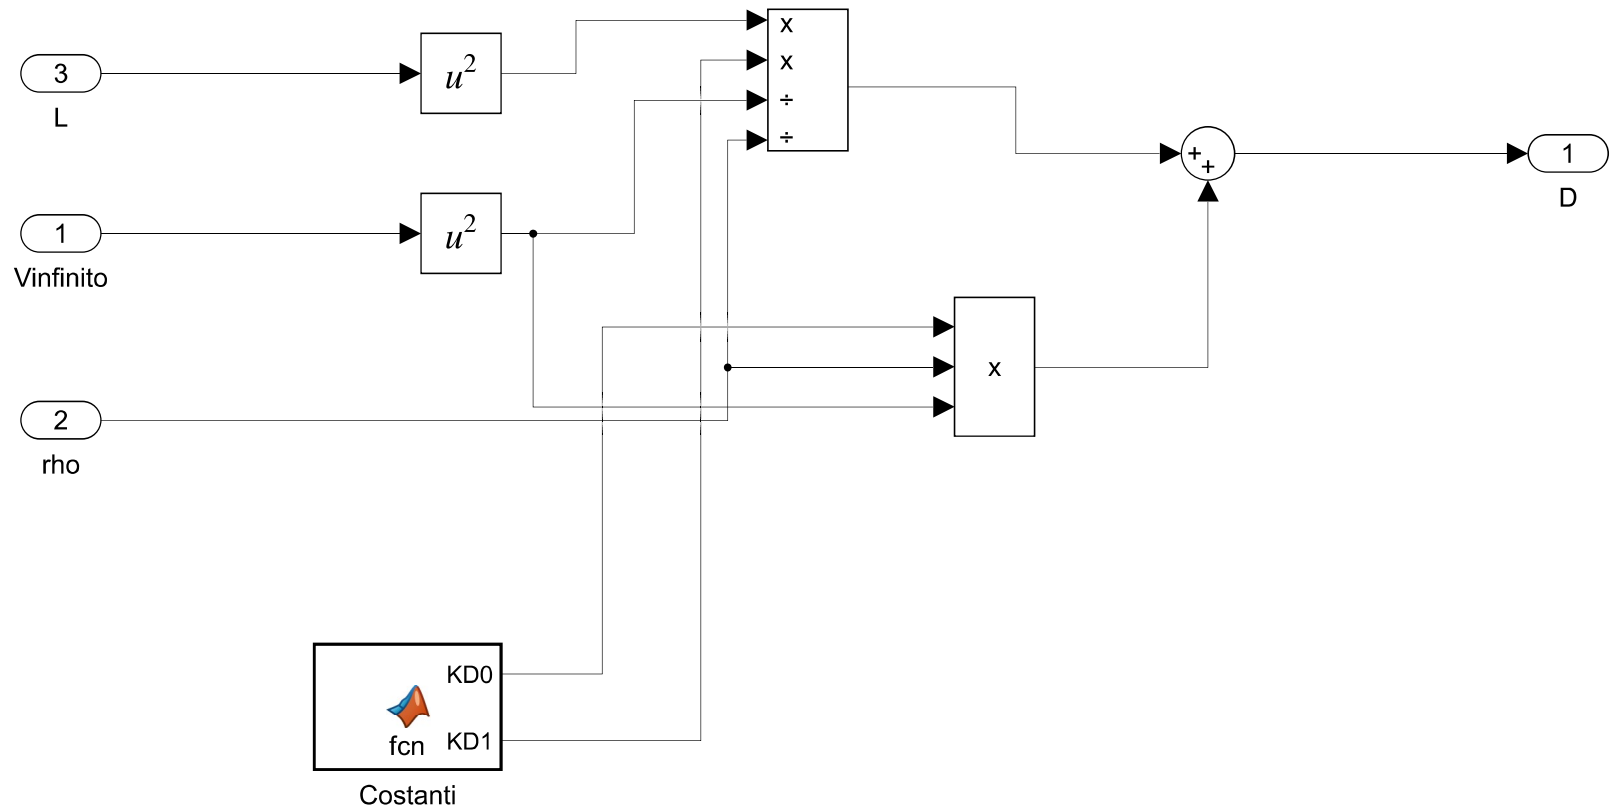 3
L
u²
x
x
÷
÷
+
+
1
D
1
Vinfinito
u²
x
2
rho
KD0
fcn
KD1
Costanti